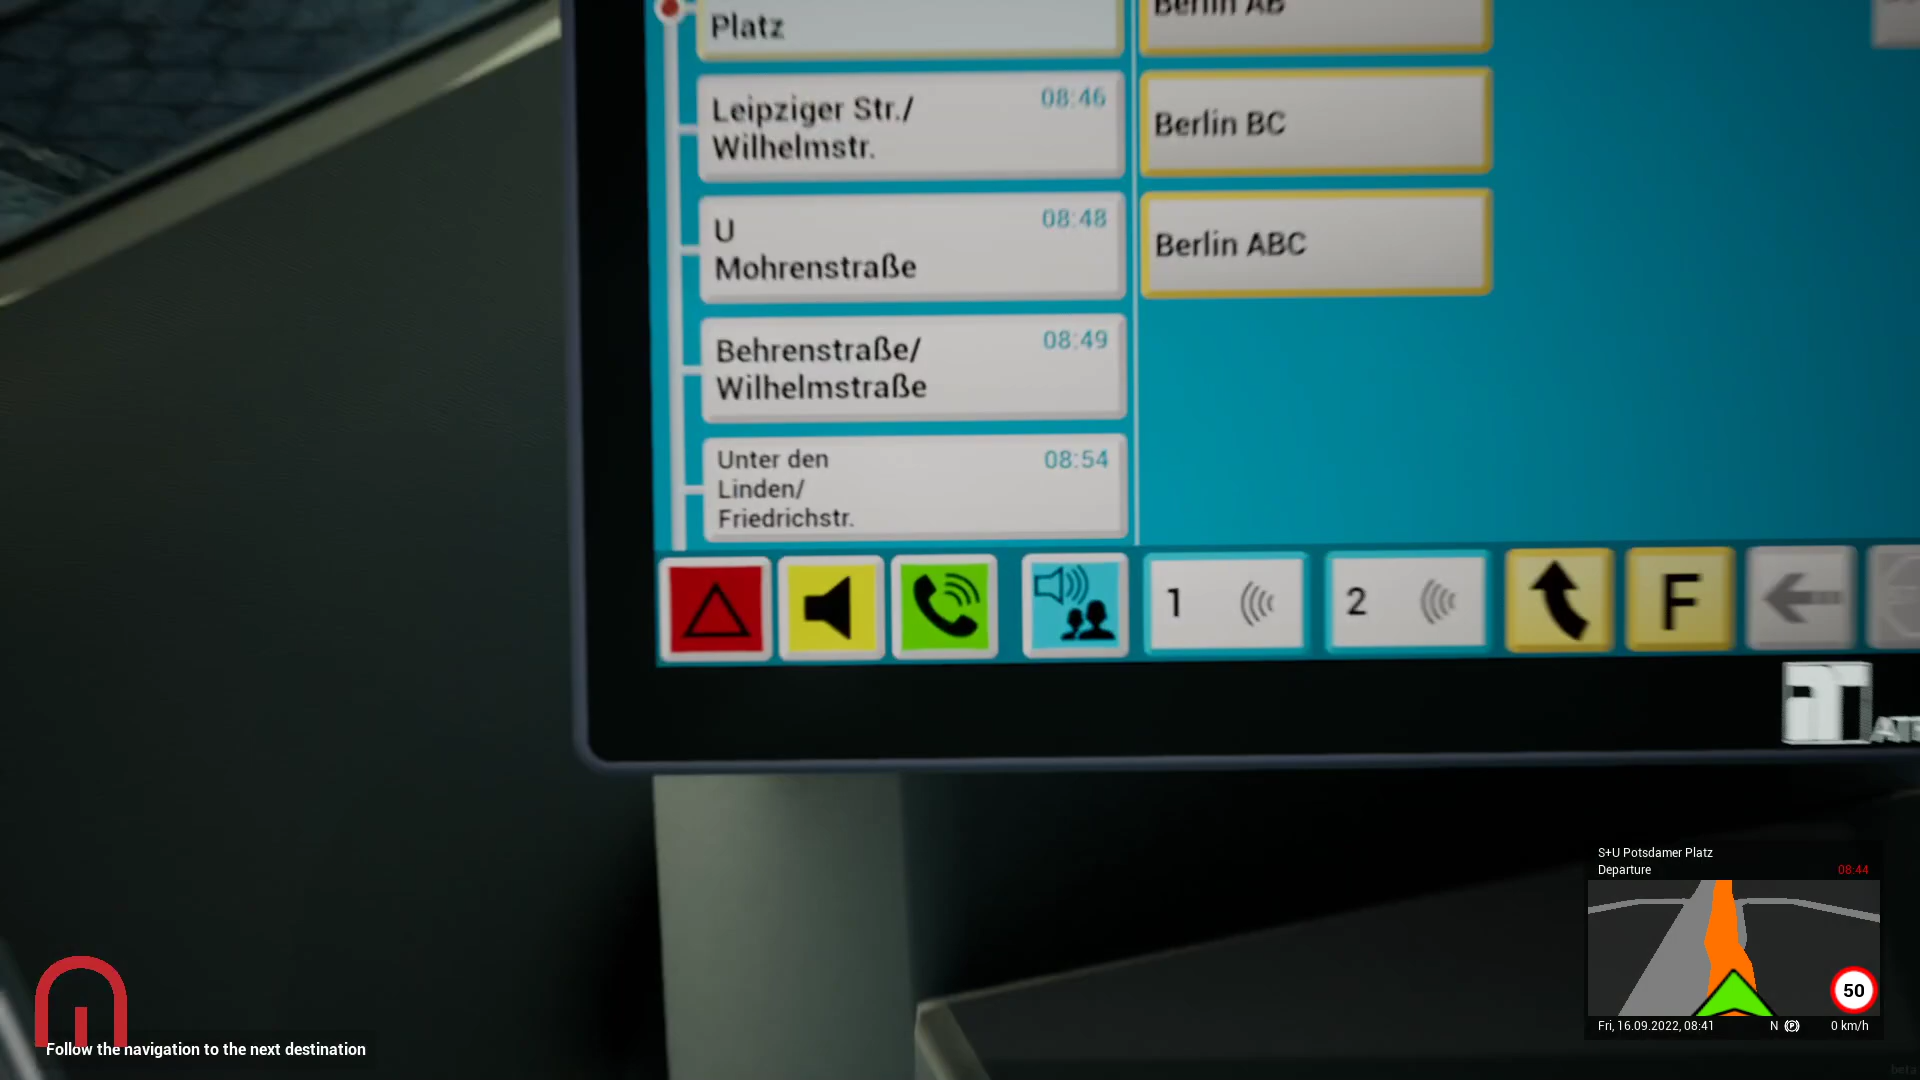 Platz
Leipziger Str./
Wilhelmstr.
08:46
U
Mohrenstraße
08:48
Behrenstraße/
Wilhelmstraße
08:49
Unter den
Linden/
Friedrichstr.
08:54
Berlin AB
Berlin BC
Berlin ABC
1
2
F
S+U Potsdamer Platz
Departure
08:44
50
Fri, 16.09.2022, 08:41
N
P
0 km/h
Follow the navigation to the next destination
beta